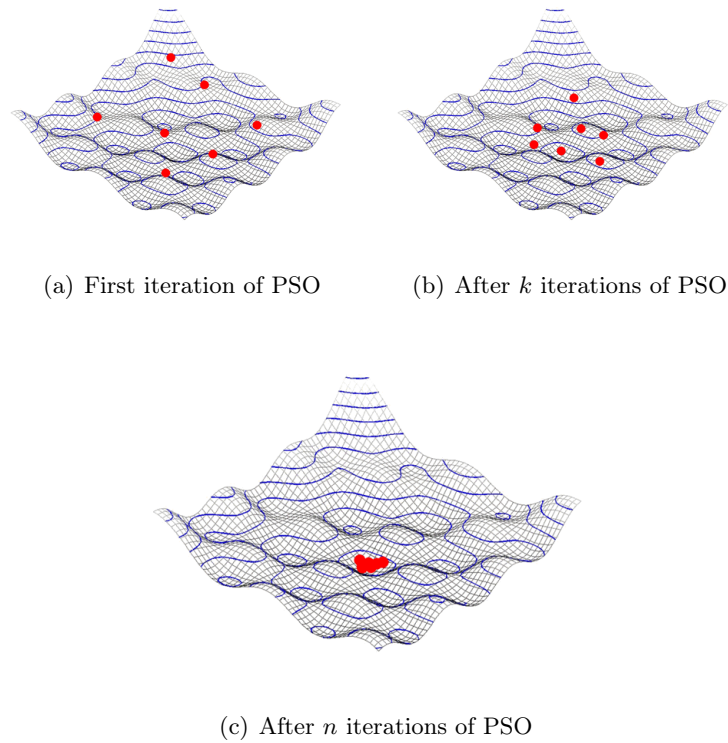 (a) First iteration of PSO
(b) After k iterations of PSO
(c) After n iterations of PSO